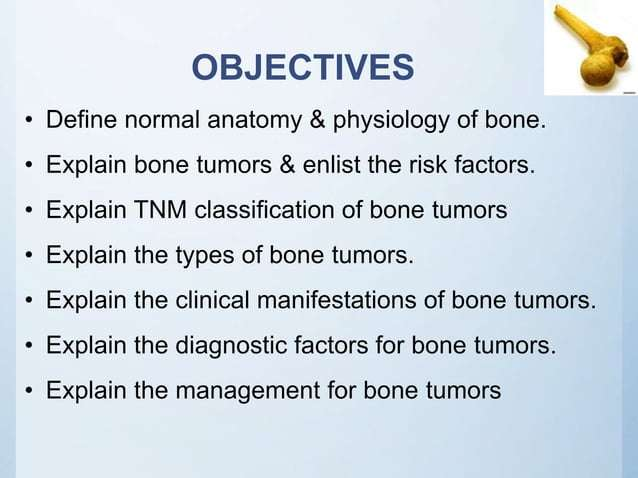 OBJECTIVES
• Define normal anatomy & physiology of bone.
• Explain bone tumors & enlist the risk factors.
• Explain TNM classification of bone tumors
• Explain the types of bone tumors.
• Explain the clinical manifestations of bone tumors.
• Explain the diagnostic factors for bone tumors.
• Explain the management for bone tumors